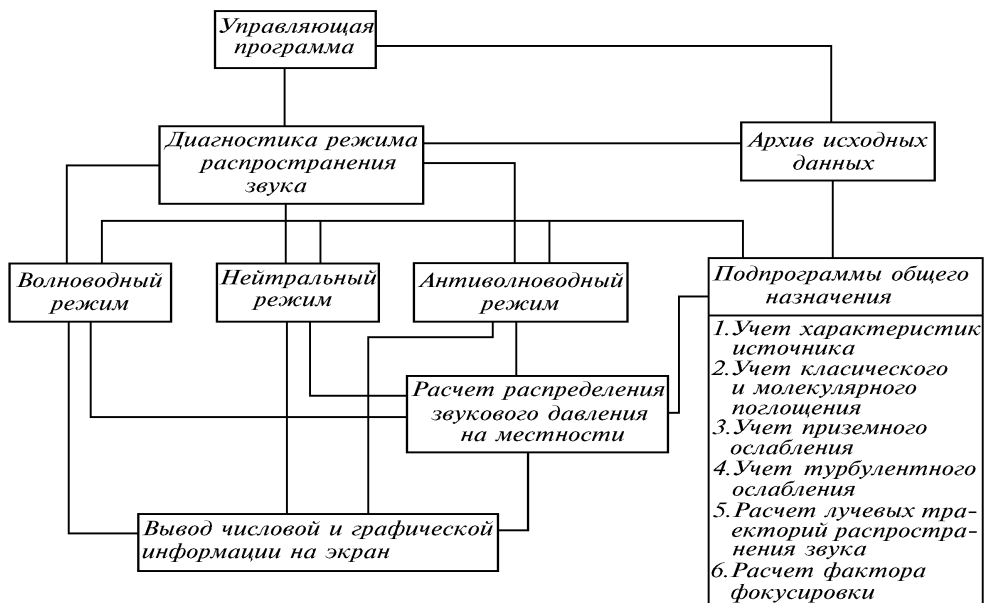 Управляющая
программа
Диагностика режима
распространения
звука
Архив исходных
данных
Волноводный
режим
Нейтральный
режим
Антиволноводный
режим
Подпрограммы общего
назначения
1.Учет характеристик
источника
2.Учет класического
и молекулярного
поглощения
3.Учет приземного
ослабления
4.Учет турбулентного
ослабления
5.Расчет лучевых тра-
екторий распростра-
нения звука
6.Расчет фактора
фокусировки
Расчет распределения
звукового давления
на местности
Вывод числовой и графической
информации на экран